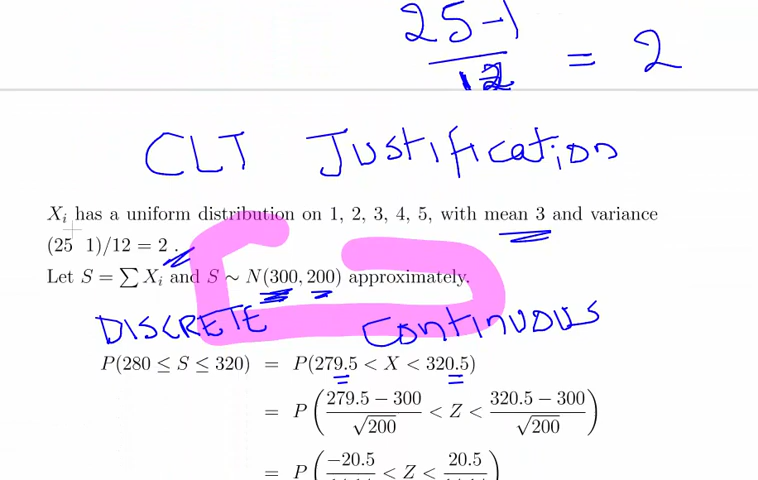 25-1
12 = 2
CLT Justification
X_i has a uniform distribution on 1, 2, 3, 4, 5, with mean 3 and variance
(25 1)/12 = 2 .
Let S = ∑ X_i and S ∼ N(300, 200) approximately.
DISCRETE CONTINUOUS
P(280 ≤ S ≤ 320) = P(279.5 < X < 320.5)
= P( (279.5 − 300)/√200 < Z < (320.5 − 300)/√200 )
= P( −20.5 < Z < 20.5 )